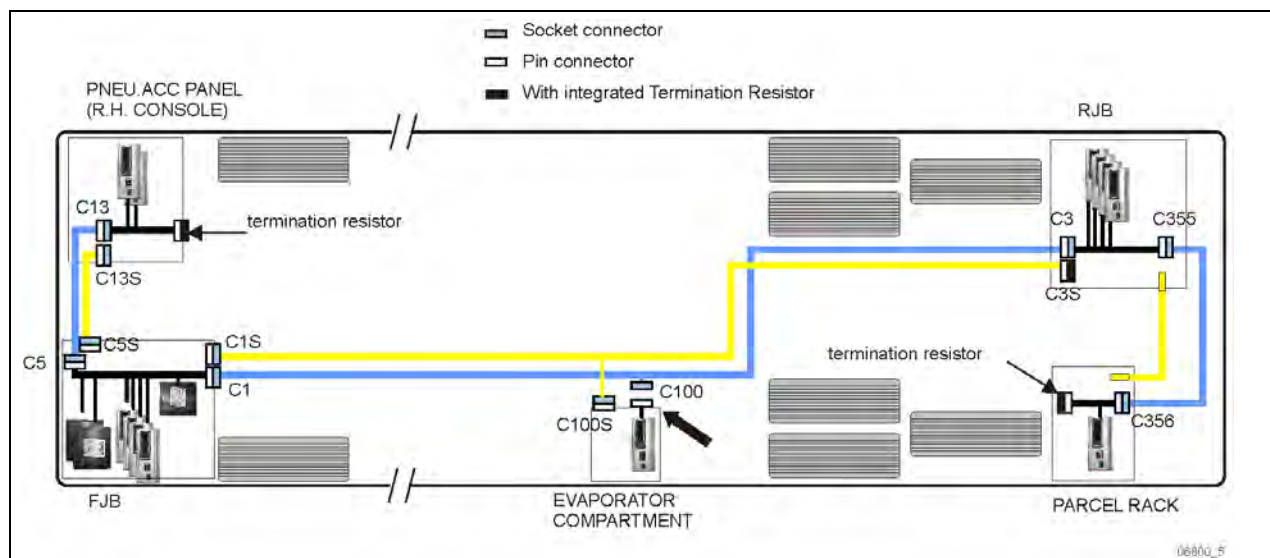 Socket connector
Pin connector
With integrated Termination Resistor
PNEU.ACC PANEL
(R.H. CONSOLE)
RJB
C13
termination resistor
C3
C355
C13S
C3S
C5S
C1S
C5
termination resistor
C1
C100
C100S
C356
FJB
EVAPORATOR
COMPARTMENT
PARCEL RACK
06800_5